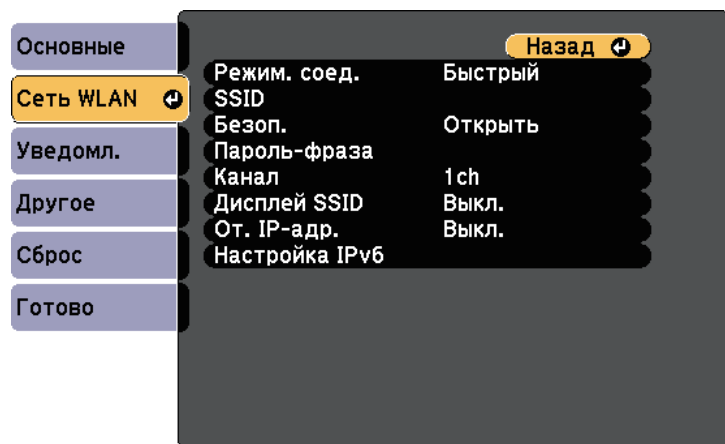 Основные
Сеть WLAN
Уведомл.
Другое
Сброс
Готово
Назад
Режим. соед. Быстрый
SSID
Безоп. Открыть
Пароль-фраза
Канал 1ch
Дисплей SSID Выкл.
От. IP-адр. Выкл.
Настройка IPv6